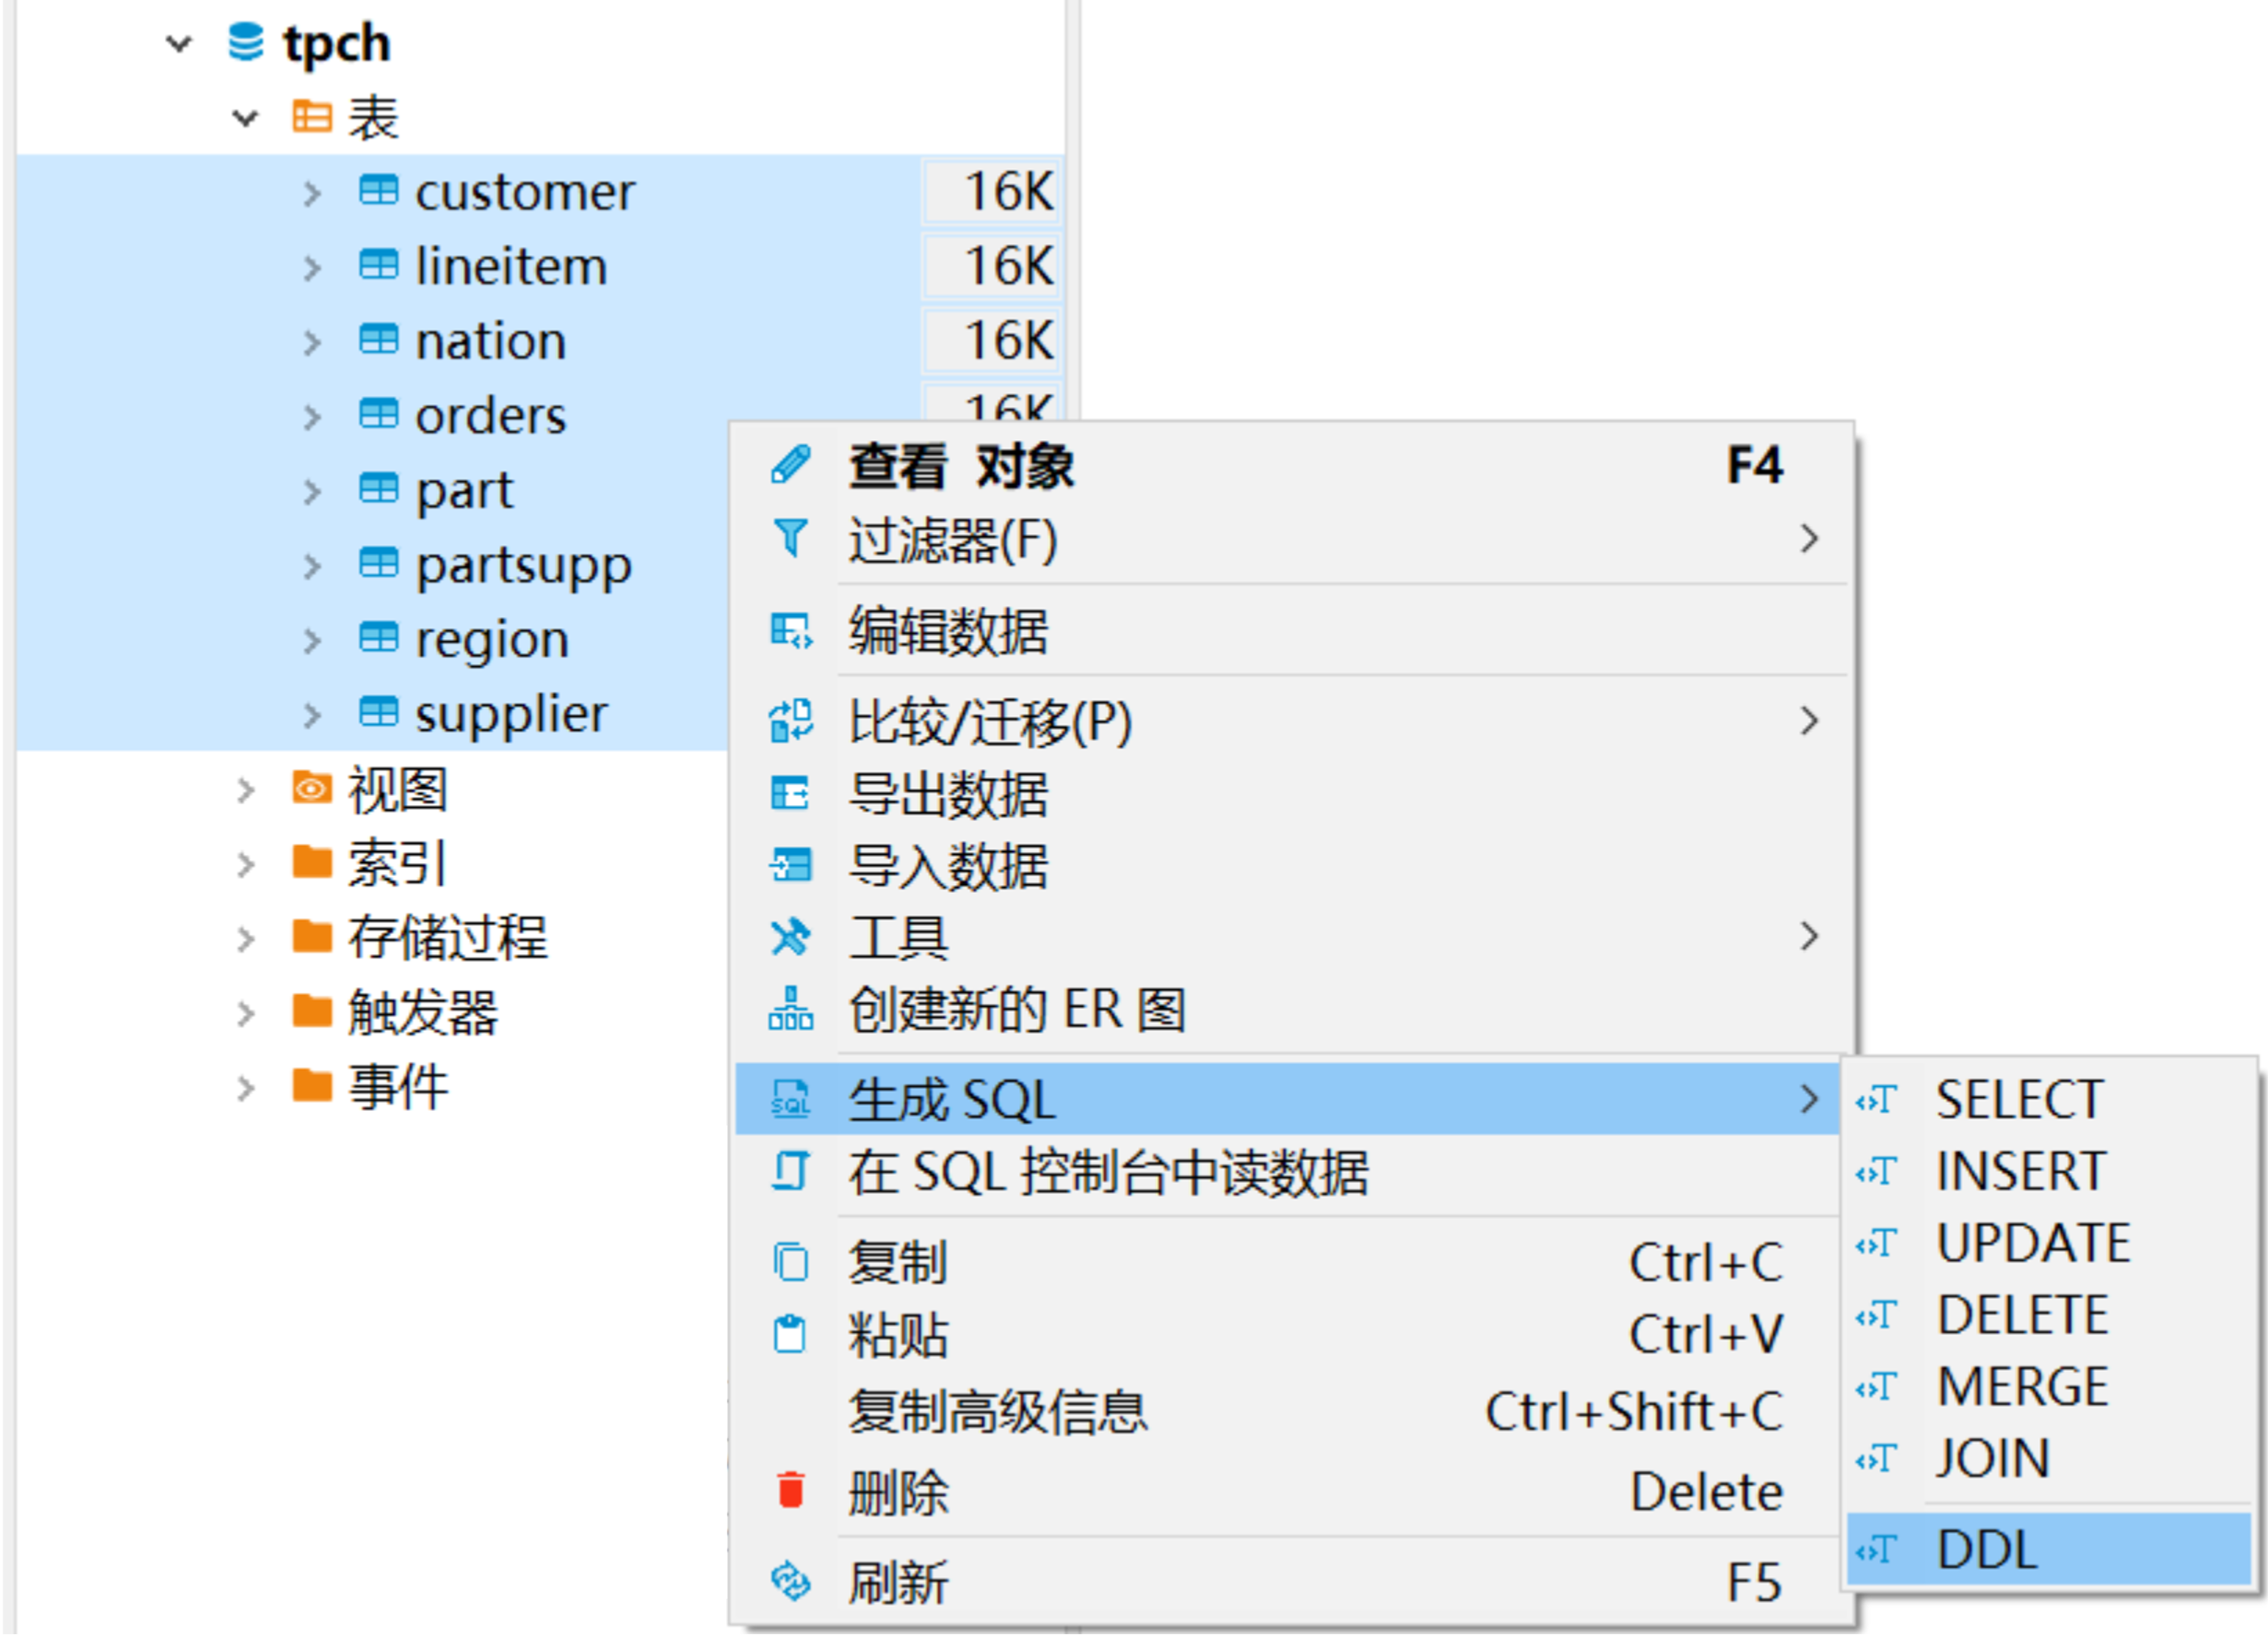 tpch
表
customer 16K
lineitem 16K
nation 16K
orders 16K
part
partsupp
region
supplier
视图
索引
存储过程
触发器
事件
查看 对象 F4
过滤器(F)
编辑数据
比较/迁移(P)
导出数据
导入数据
工具
创建新的 ER 图
生成 SQL
在 SQL 控制台中读数据
复制 Ctrl+C
粘贴 Ctrl+V
复制高级信息 Ctrl+Shift+C
删除 Delete
刷新 F5
SELECT
INSERT
UPDATE
DELETE
MERGE
JOIN
DDL